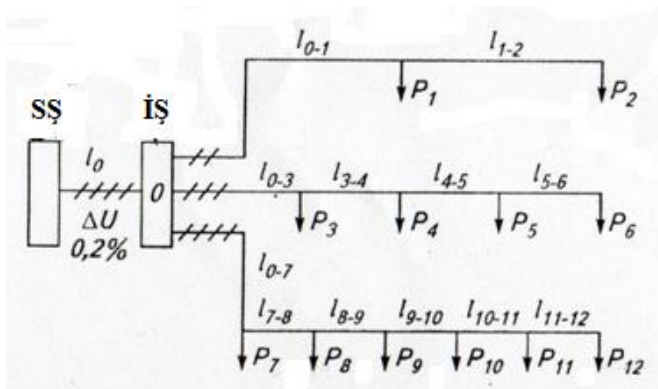 l₀₋₁ l₁₋₂
SŞ İŞ P₁ P₂
l₀ 0 l₀₋₃ l₃₋₄ l₄₋₅ l₅₋₆
ΔU
0,2%
P₃ P₄ P₅ P₆
l₀₋₇
l₇₋₈ l₈₋₉ l₉₋₁₀ l₁₀₋₁₁ l₁₁₋₁₂
P₇ P₈ P₉ P₁₀ P₁₁ P₁₂